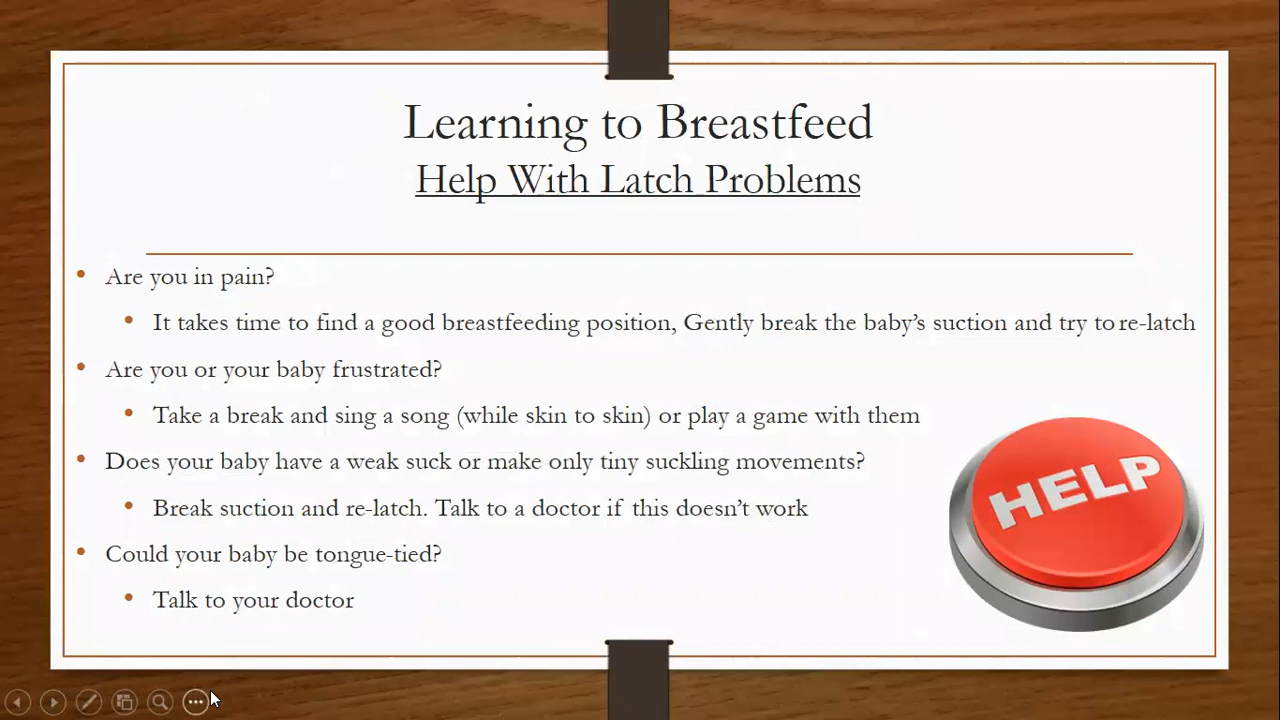 Learning to Breastfeed
Help With Latch Problems
• Are you in pain?
• It takes time to find a good breastfeeding position, Gently break the baby’s suction and try to re-latch
• Are you or your baby frustrated?
• Take a break and sing a song (while skin to skin) or play a game with them
• Does your baby have a weak suck or make only tiny suckling movements?
• Break suction and re-latch. Talk to a doctor if this doesn’t work
• Could your baby be tongue-tied?
• Talk to your doctor
HELP